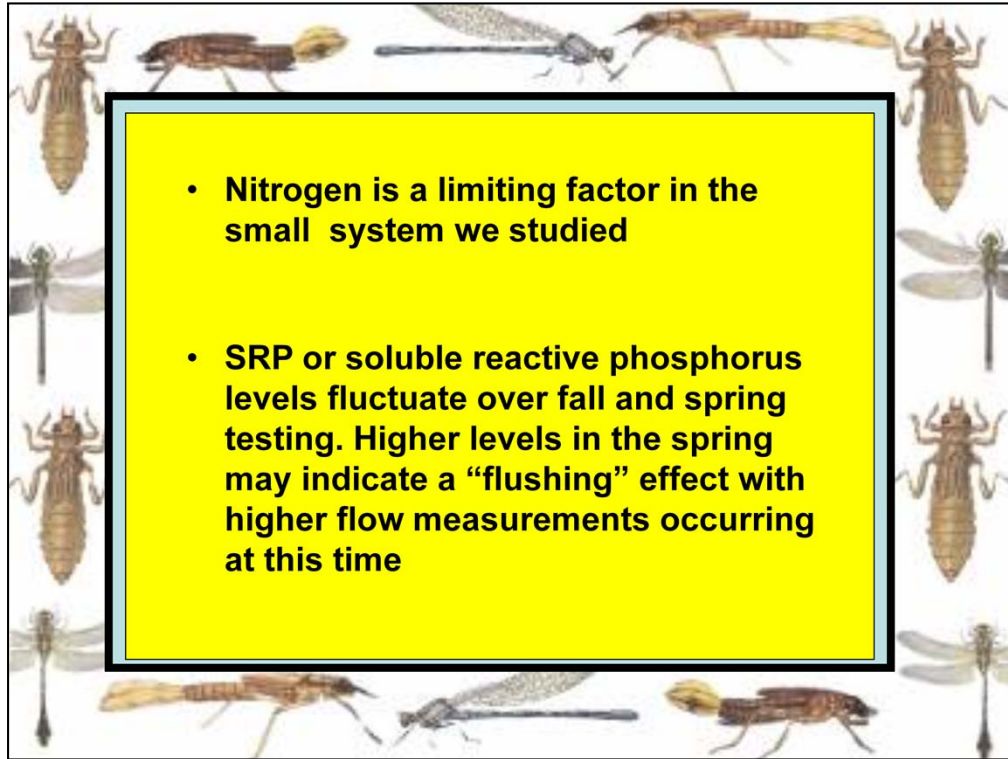 • Nitrogen is a limiting factor in the
small  system we studied
• SRP or soluble reactive phosphorus
levels fluctuate over fall and spring
testing. Higher levels in the spring
may indicate a “flushing” effect with
higher flow measurements occurring
at this time